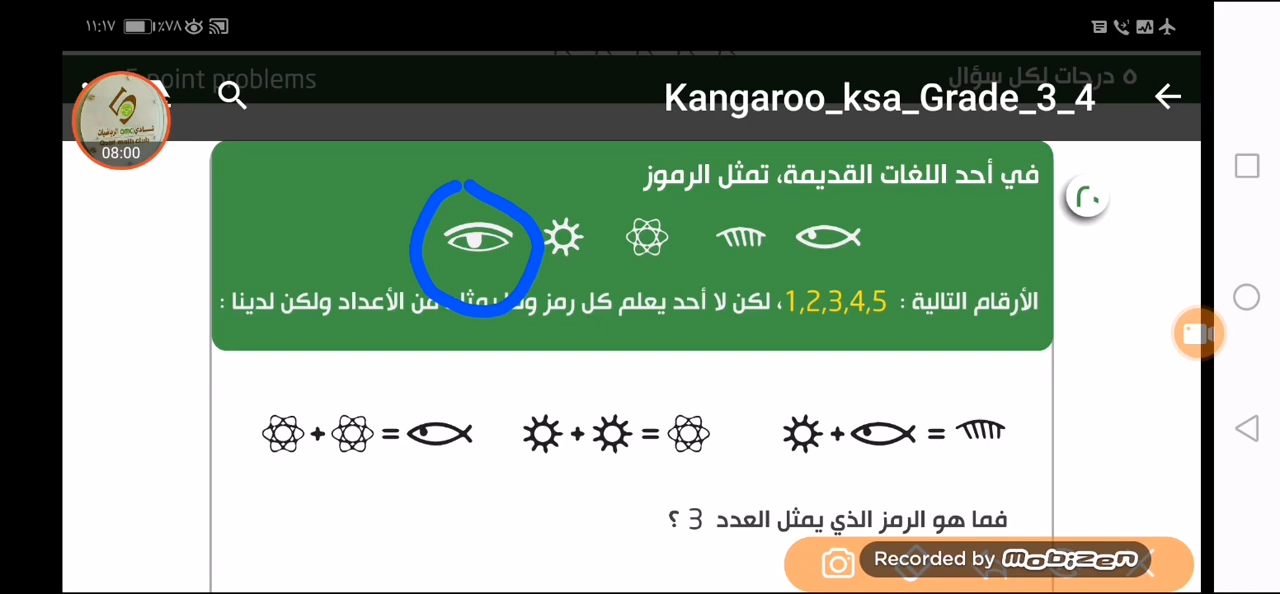 ١١:١٧ ٪٧٨
5 point problems ٥ درجات لكل سؤال
Kangaroo_ksa_Grade_3_4
08:00
٢٠
في أحد اللغات القديمة، تمثل الرموز
الأرقام التالية : 1,2,3,4,5، لكن لا أحد يعلم كل رمز وما يمثله من الأعداد ولكن لدينا :
+ = + = + =
فما هو الرمز الذي يمثل العدد 3 ؟
Recorded by MOBIZEN